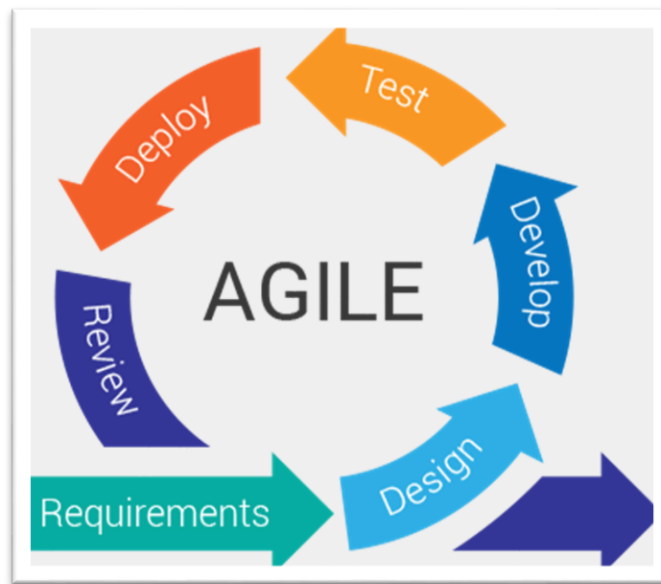 Test
Deploy
Develop
AGILE
Review
Design
Requirements